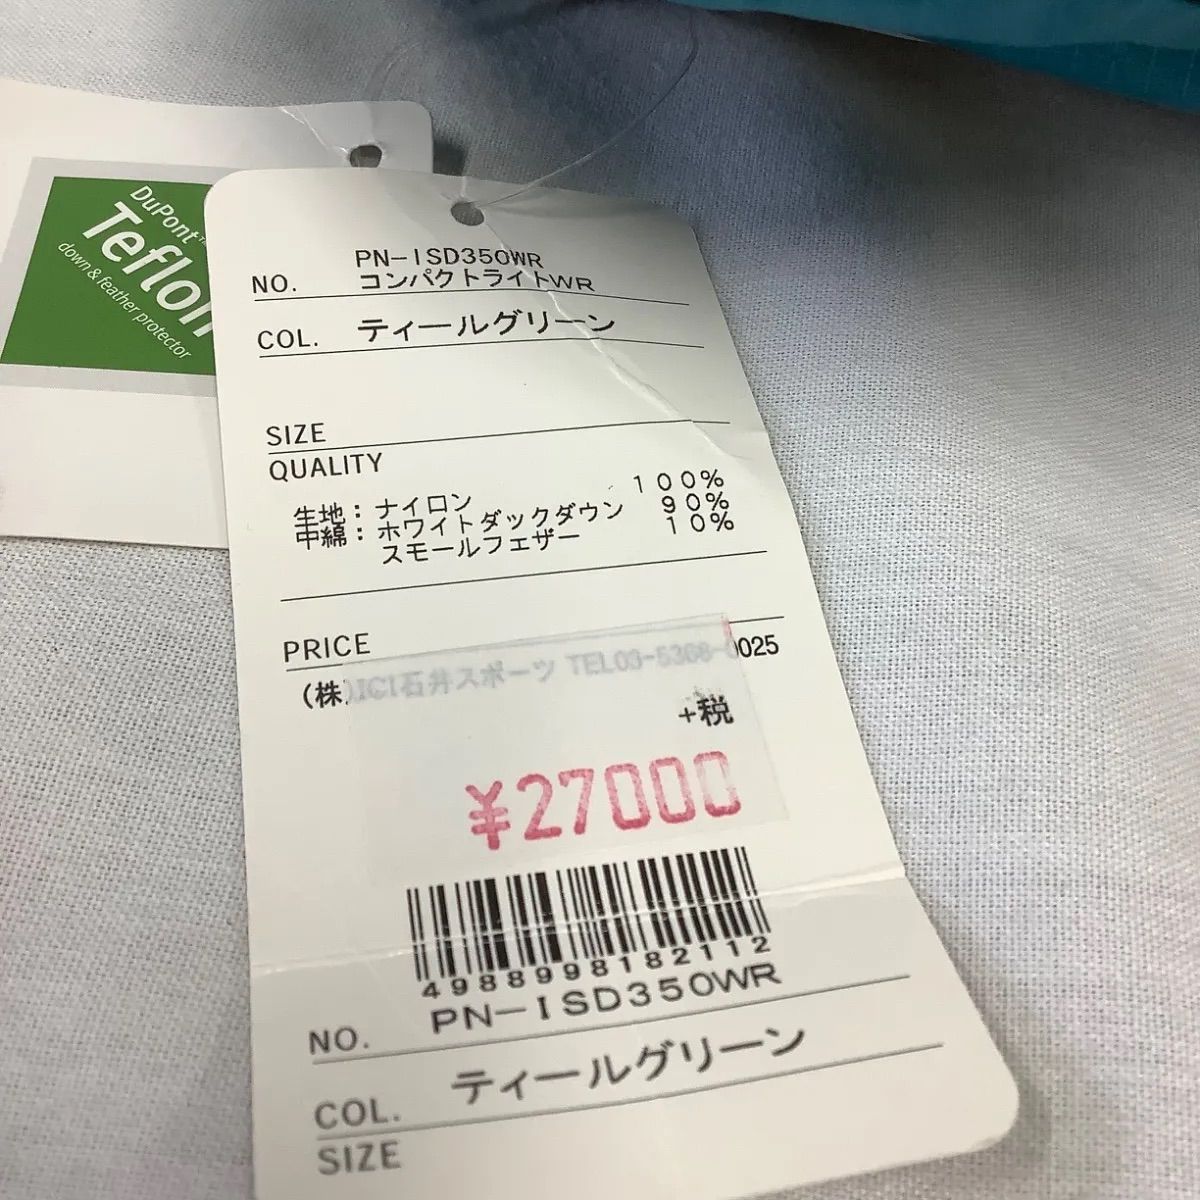 DuPont™
Teflon
down & feather protector
PN-ISD350WR
NO. コンパクトライトWR
COL. ティールグリーン
SIZE
QUALITY
生地：ナイロン 100%
中綿：ホワイトダックダウン 90%
スモールフェザー 10%
PRICE
(株)ICI石井スポーツ TEL03-5368-0025
+税
¥27000
4988998182112
NO. PN-ISD350WR
COL. ティールグリーン
SIZE